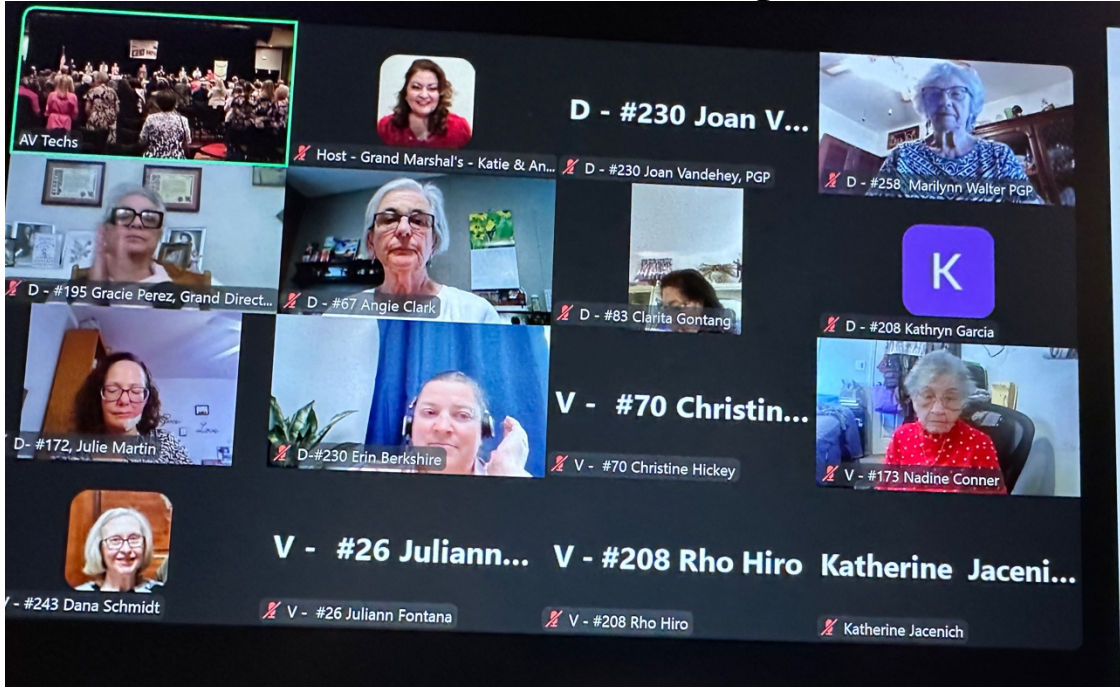 AV Techs
Host - Grand Marshal's - Katie & An...
D - #230 Joan V...
D - #230 Joan Vandehey, PGP
D - #258 Marilynn Walter PGP
D - #195 Gracie Perez, Grand Direct...
D - #67 Angie Clark
D - #83 Clarita Gontang
K
D - #208 Kathryn Garcia
D- #172, Julie Martin
D-#230 Erin Berkshire
V - #70 Christin...
V - #70 Christine Hickey
V - #173 Nadine Conner
V - #243 Dana Schmidt
V - #26 Juliann...
V - #26 Juliann Fontana
V - #208 Rho Hiro
V - #208 Rho Hiro
Katherine Jaceni...
Katherine Jacenich